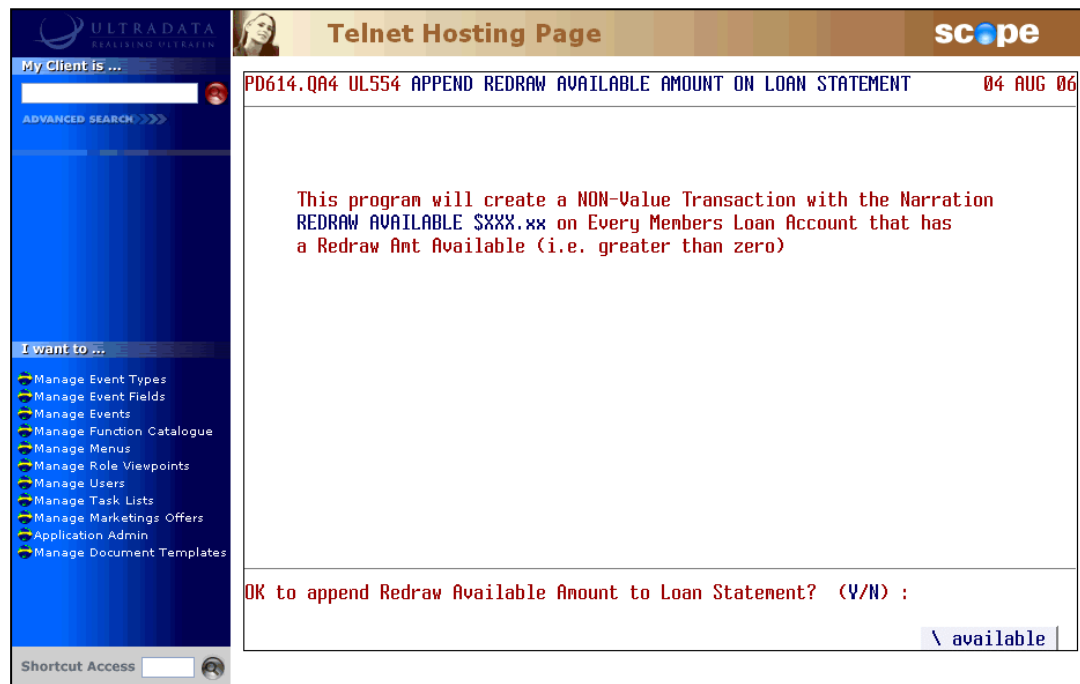 ULTRADATA
REALISING ULTRAFIN
Telnet Hosting Page
scope
My Client is ...
ADVANCED SEARCH
PD614.QA4 UL554 APPEND REDRAW AVAILABLE AMOUNT ON LOAN STATEMENT 04 AUG 06
This program will create a NON-Value Transaction with the Narration
REDRAW AVAILABLE $XXX.xx on Every Members Loan Account that has
a Redraw Amt Available (i.e. greater than zero)
I want to ...
Manage Event Types
Manage Event Fields
Manage Events
Manage Function Catalogue
Manage Menus
Manage Role Viewpoints
Manage Users
Manage Task Lists
Manage Marketings Offers
Application Admin
Manage Document Templates
OK to append Redraw Available Amount to Loan Statement? (Y/N) :
\ available
Shortcut Access